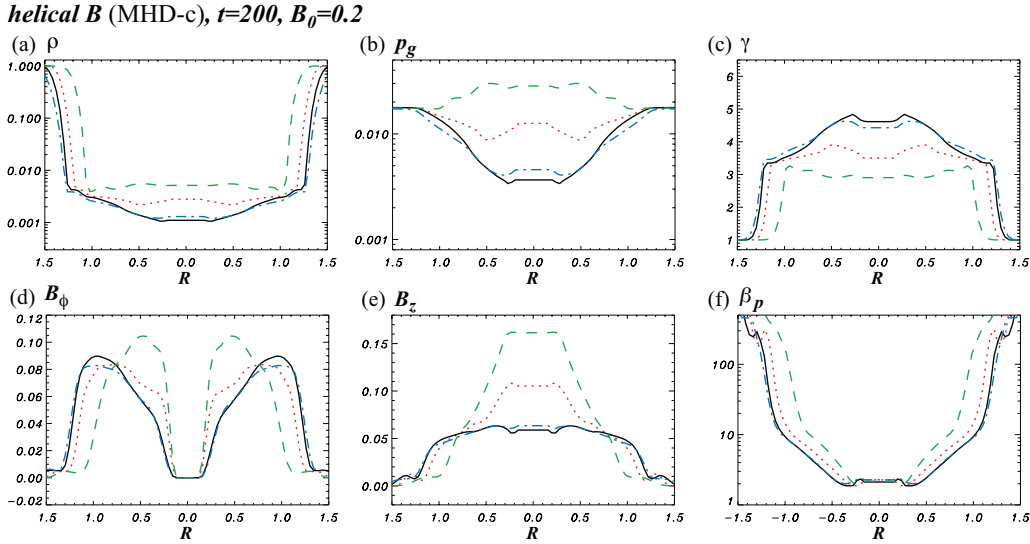 helical B (MHD-c), t=200, B₀=0.2
(a) ρ (b) p_g (c) γ
1.000
0.100
0.010
0.001
1.5 1.0 0.5 0.0 0.5 1.0 1.5
R
0.010
0.001
1.5 1.0 0.5 0.0 0.5 1.0 1.5
R
6
5
4
3
2
1
1.5 1.0 0.5 0.0 0.5 1.0 1.5
R
(d) B_ϕ (e) B_z (f) β_p
0.12
0.10
0.08
0.06
0.04
0.02
0.00
−0.02
1.5 1.0 0.5 0.0 0.5 1.0 1.5
R
0.15
0.10
0.05
0.00
1.5 1.0 0.5 0.0 0.5 1.0 1.5
R
100
10
1
−1.5 −1.0 −0.5 0.0 0.5 1.0 1.5
R